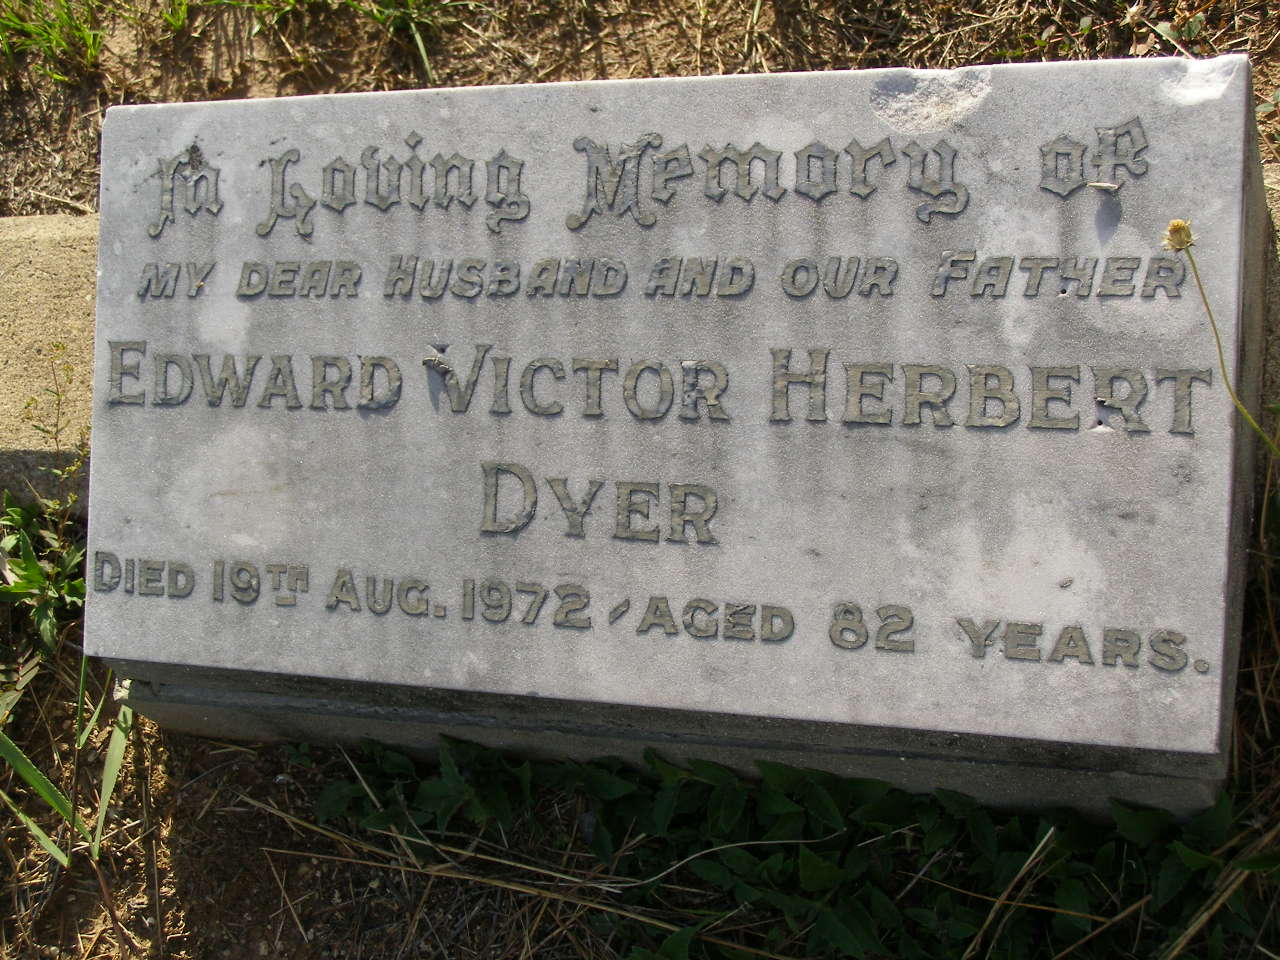 In Loving Memory of
MY DEAR HUSBAND AND OUR FATHER
EDWARD VICTOR HERBERT
DYER
DIED 19TH AUG. 1972, AGED 82 YEARS.